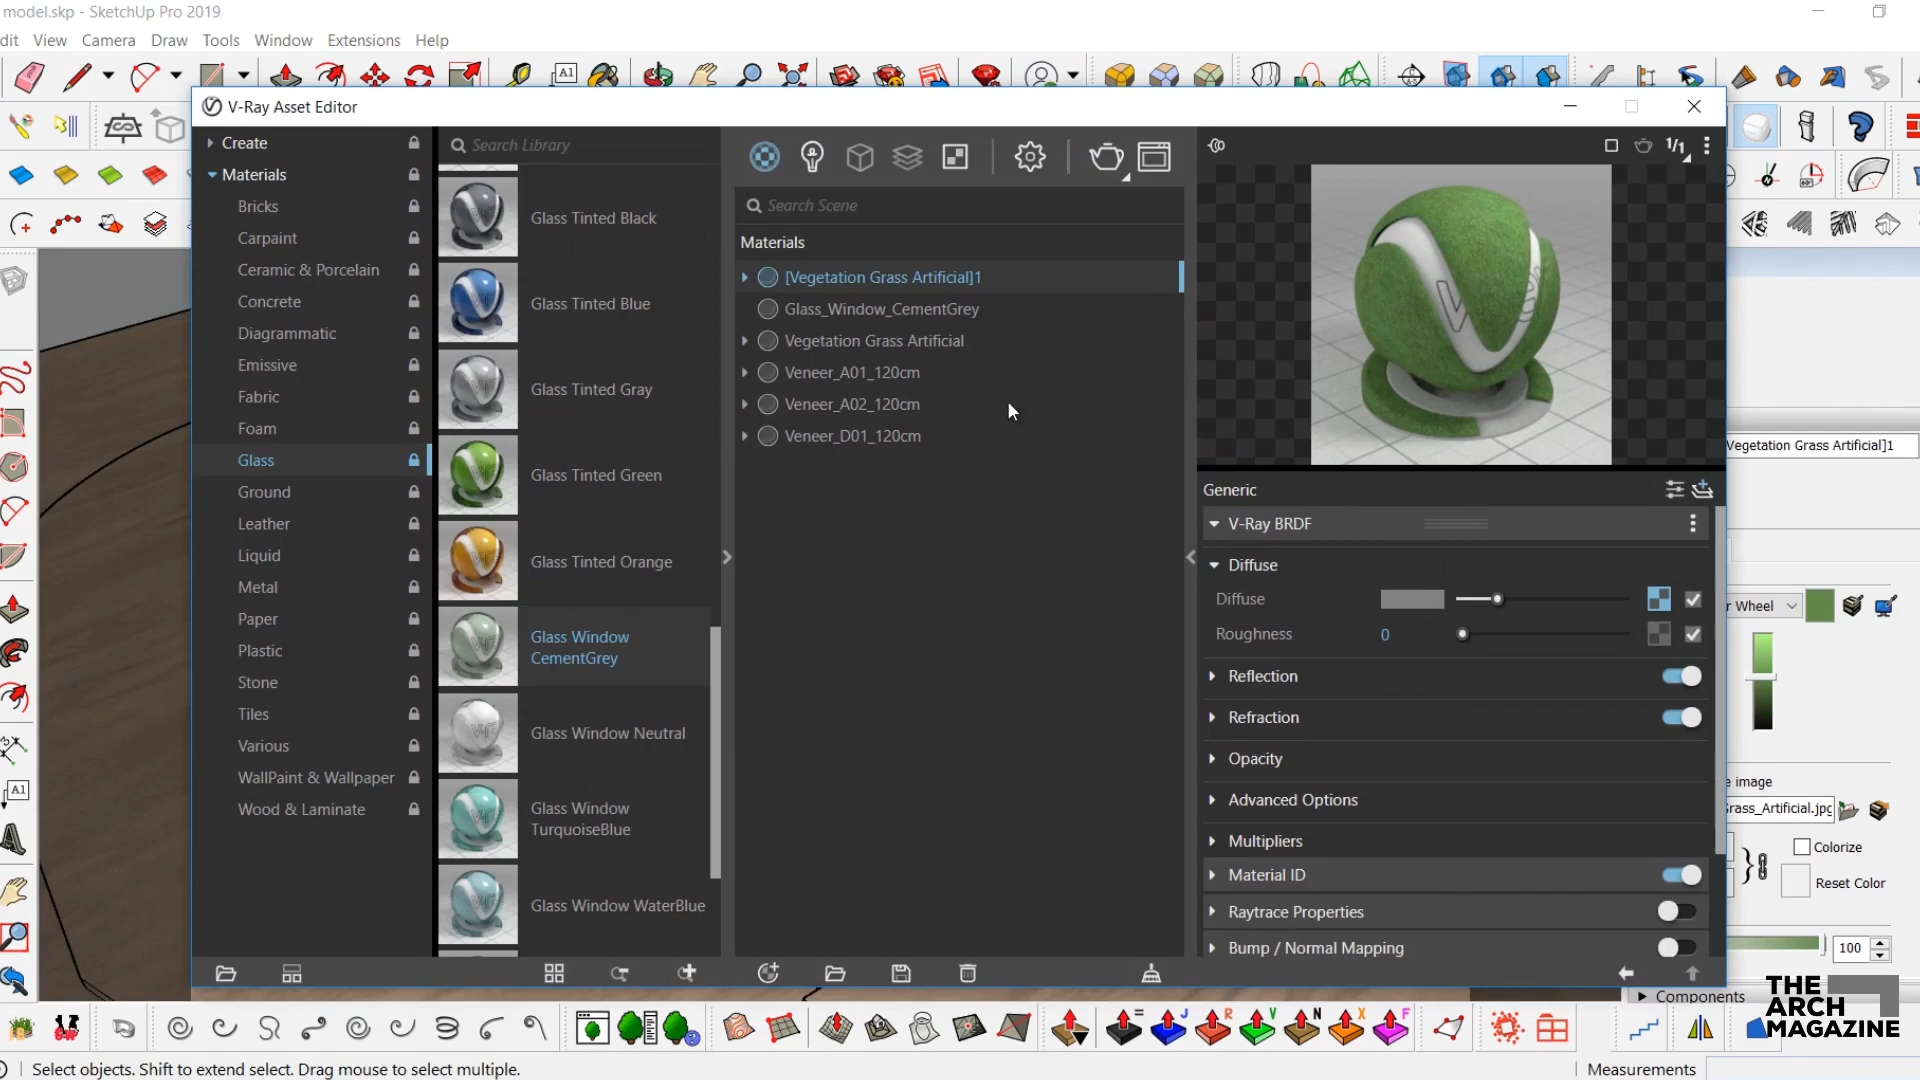 model.skp - SketchUp Pro 2019
dit View Camera Draw Tools Window Extensions Help
V-Ray Asset Editor
Create
Materials
Bricks
Carpaint
Ceramic & Porcelain
Concrete
Diagrammatic
Emissive
Fabric
Foam
Glass
Ground
Leather
Liquid
Metal
Paper
Plastic
Stone
Tiles
Various
WallPaint & Wallpaper
Wood & Laminate
Search Library
Glass Tinted Black
Glass Tinted Blue
Glass Tinted Gray
Glass Tinted Green
Glass Tinted Orange
Glass Window
CementGrey
Glass Window Neutral
Glass Window
TurquoiseBlue
Glass Window WaterBlue
Search Scene
Materials
[Vegetation Grass Artificial]1
Glass_Window_CementGrey
Vegetation Grass Artificial
Veneer_A01_120cm
Veneer_A02_120cm
Veneer_D01_120cm
1/1
Generic
V-Ray BRDF
Diffuse
Diffuse
Roughness 0
Reflection
Refraction
Opacity
Advanced Options
Multipliers
Material ID
Raytrace Properties
Bump / Normal Mapping
Vegetation Grass Artificial]1
r Wheel
e image
Grass_Artificial.jpg
Colorize
Reset Color
100
Components
THE
ARCH
MAGAZINE
A1
A1
= J R V N X F
Select objects. Shift to extend select. Drag mouse to select multiple.
Measurements